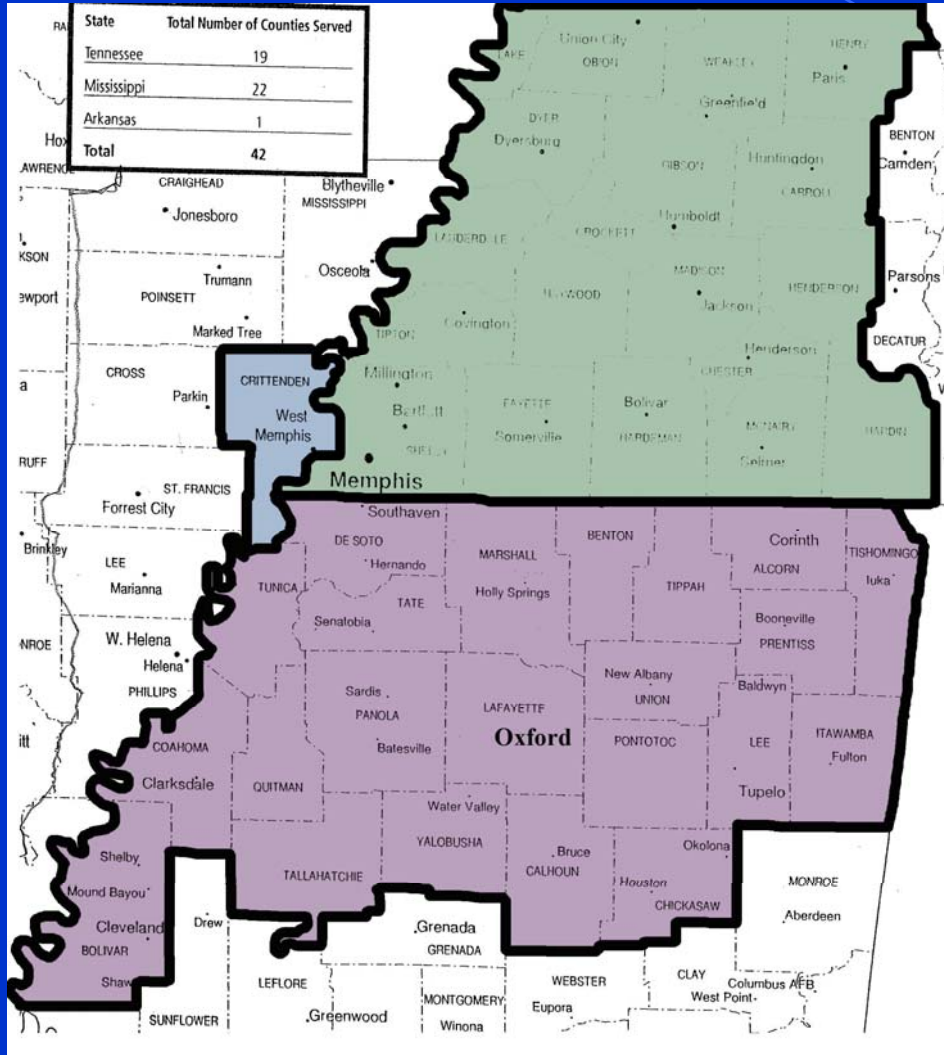 State Total Number of Counties Served
Tennessee 19
Mississippi 22
Arkansas 1
Total 42
Union City
HENRY
LAKE
OBION
WEAKLEY
Paris
Greenfield
DYER
BENTON
Dyersburg
Camden
GIBSON
Huntingdon
CRAIGHEAD
Blytheville
CARROLL
MISSISSIPPI
Jonesboro
Humboldt
LAUDERDALE
CROCKETT
Osceola
MADISON
Parsons
Trumann
HENDERSON
POINSETT
HAYWOOD
Jackson
Marked Tree
TIPTON
Covington
DECATUR
Henderson
CROSS
CHESTER
CRITTENDEN
Millington
Parkin
FAYETTE
Bolivar
West
Memphis
Bartlett
MCNAIRY
HARDIN
Somerville
HARDEMAN
SHELBY
Selmer
Memphis
ST. FRANCIS
Forrest City
Southaven
BENTON
DE SOTO
Corinth
Brinkley
MARSHALL
TISHOMINGO
LEE
Hernando
ALCORN
Marianna
TUNICA
Iuka
TIPPAH
Holly Springs
TATE
Senatobia
Booneville
W. Helena
PRENTISS
Helena
New Albany
PHILLIPS
Sardis
UNION
Baldwyn
PANOLA
LAFAYETTE
ITAWAMBA
COAHOMA
Batesville
Oxford
PONTOTOC
LEE
Fulton
Clarksdale
QUITMAN
Tupelo
Water Valley
YALOBUSHA
Okolona
Shelby
Bruce
CALHOUN
TALLAHATCHIE
Houston
MONROE
Mound Bayou
CHICKASAW
Aberdeen
Drew
Cleveland
Grenada
BOLIVAR
GRENADA
Shaw
LEFLORE
WEBSTER
CLAY
Columbus AFB
West Point
MONTGOMERY
Eupora
SUNFLOWER
Greenwood
Winona